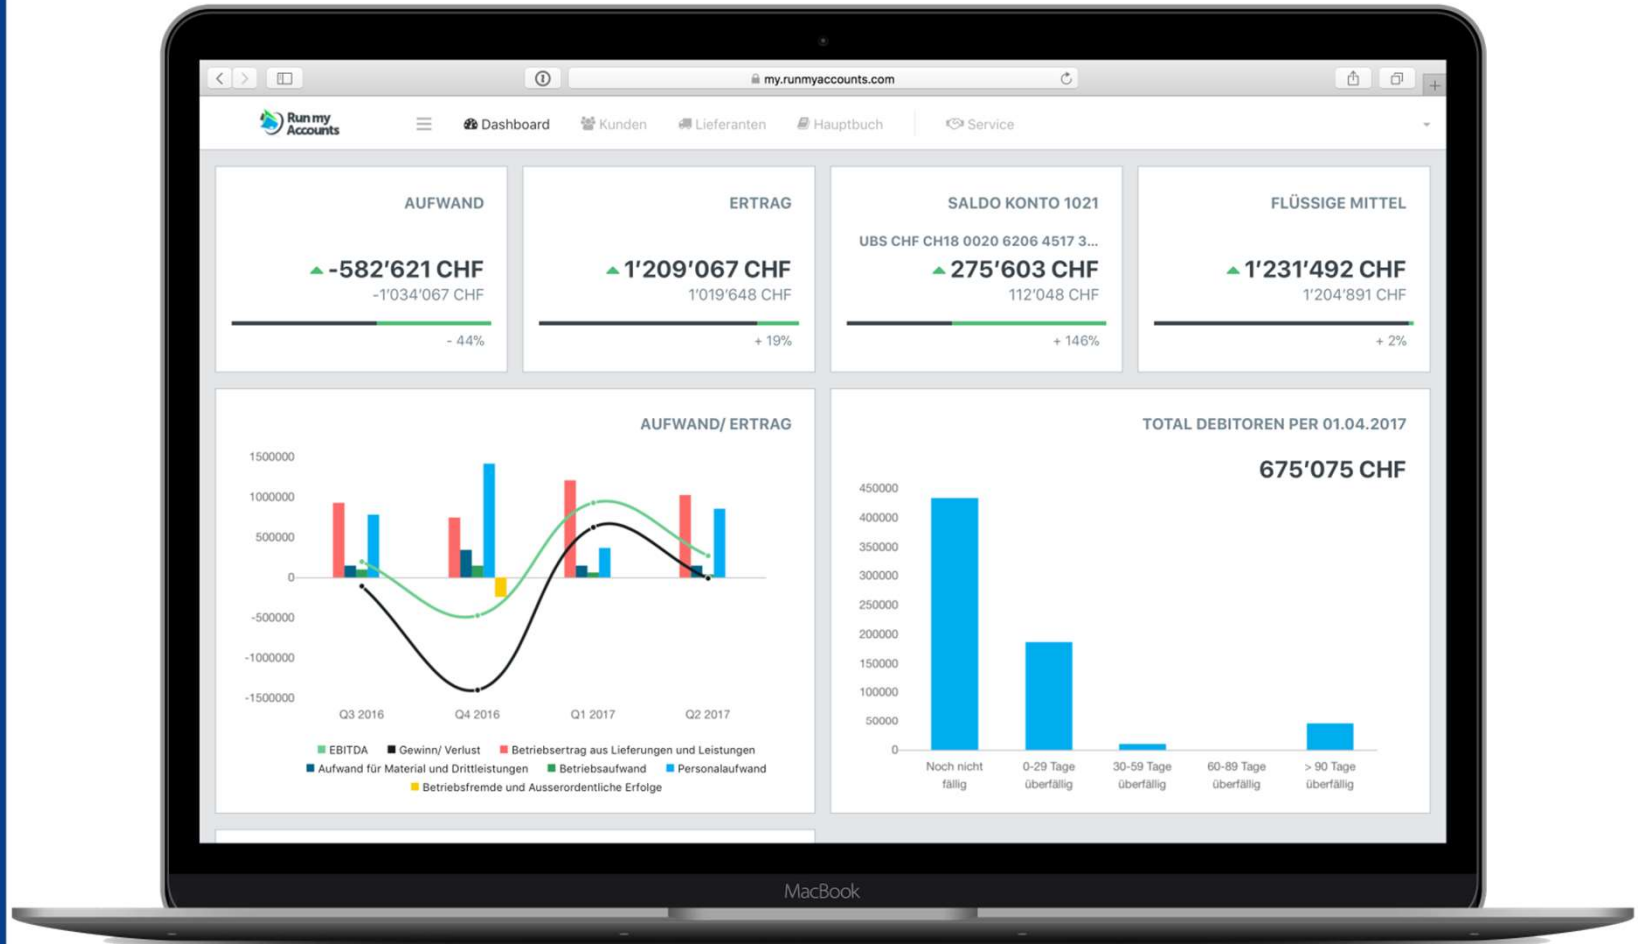 my.runmyaccounts.com
Run my
Accounts
Dashboard
Kunden
Lieferanten
Hauptbuch
Service
AUFWAND
-582'621 CHF
-1'034'067 CHF
- 44%
ERTRAG
1'209'067 CHF
1'019'648 CHF
+ 19%
SALDO KONTO 1021
UBS CHF CH18 0020 6206 4517 3...
275'603 CHF
112'048 CHF
+ 146%
FLÜSSIGE MITTEL
1'231'492 CHF
1'204'891 CHF
+ 2%
AUFWAND/ ERTRAG
1500000
1000000
500000
0
-500000
-1000000
-1500000
Q3 2016
Q4 2016
Q1 2017
Q2 2017
EBITDA
Gewinn/ Verlust
Betriebsertrag aus Lieferungen und Leistungen
Aufwand für Material und Drittleistungen
Betriebsaufwand
Personalaufwand
Betriebsfremde und Ausserordentliche Erfolge
TOTAL DEBITOREN PER 01.04.2017
675'075 CHF
450000
400000
350000
300000
250000
200000
150000
100000
50000
0
Noch nicht
fällig
0-29 Tage
überfällig
30-59 Tage
überfällig
60-89 Tage
überfällig
> 90 Tage
überfällig
MacBook